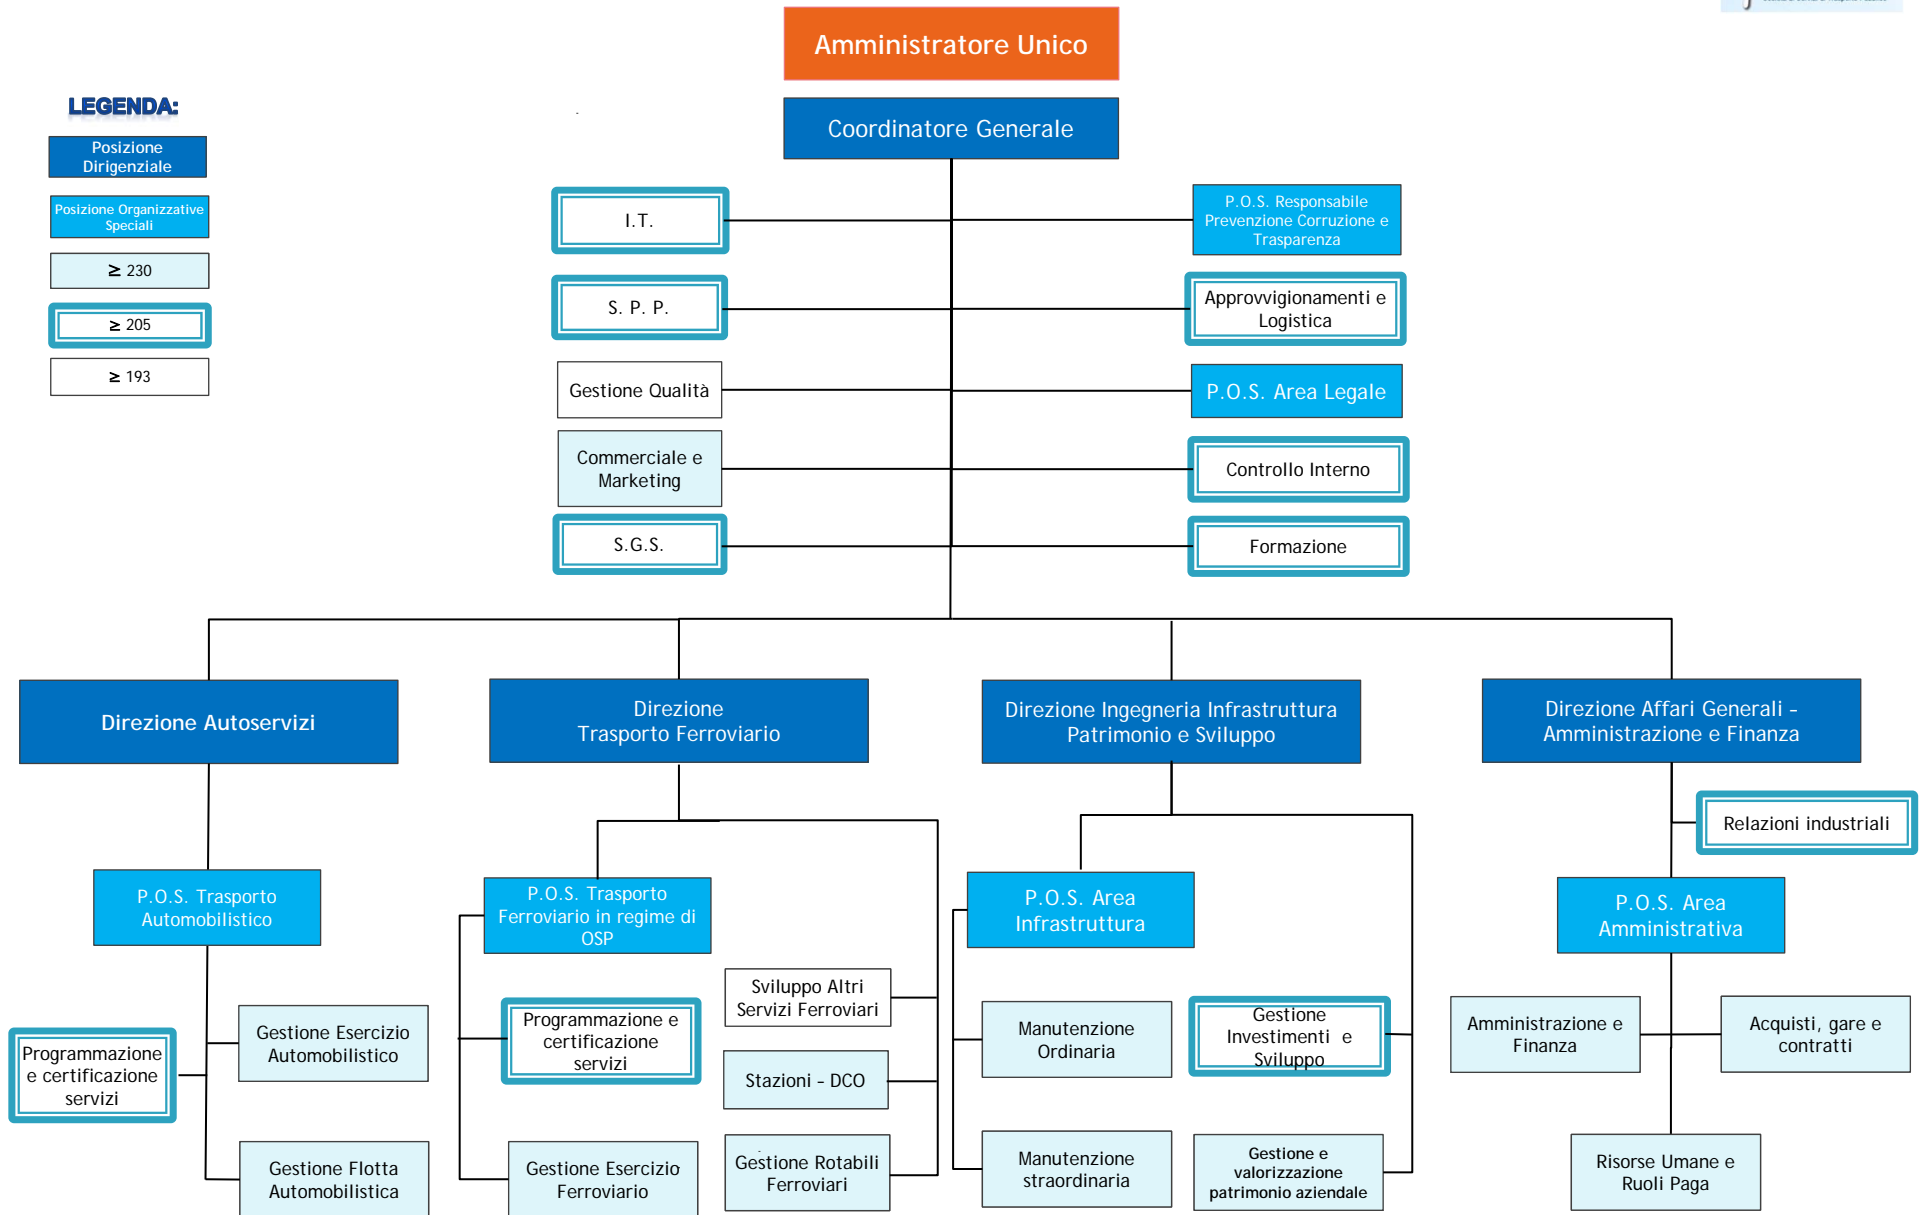 Amministratore Unico
LEGENDA:
Coordinatore Generale
Posizione
Dirigenziale
Posizione Organizzative
Speciali
≥ 230
≥ 205
≥ 193
I.T.
P.O.S. Responsabile
Prevenzione Corruzione e
Trasparenza
S. P. P.
Approvvigionamenti e
Logistica
Gestione Qualità
P.O.S. Area Legale
Commerciale e
Marketing
Controllo Interno
S.G.S.
Formazione
Direzione Autoservizi
Direzione
Trasporto Ferroviario
Direzione Ingegneria Infrastruttura
Patrimonio e Sviluppo
Direzione Affari Generali –
Amministrazione e Finanza
Relazioni industriali
P.O.S. Trasporto
Automobilistico
P.O.S. Trasporto
Ferroviario in regime di
OSP
P.O.S. Area
Infrastruttura
P.O.S. Area
Amministrativa
Programmazione
e certificazione
servizi
Gestione Esercizio
Automobilistico
Gestione Flotta
Automobilistica
Programmazione e
certificazione
servizi
Gestione Esercizio
Ferroviario
Sviluppo Altri
Servizi Ferroviari
Stazioni – DCO
Gestione Rotabili
Ferroviari
Manutenzione
Ordinaria
Manutenzione
straordinaria
Gestione
Investimenti e
Sviluppo
Gestione e
valorizzazione
patrimonio aziendale
Amministrazione e
Finanza
Acquisti, gare e
contratti
Risorse Umane e
Ruoli Paga